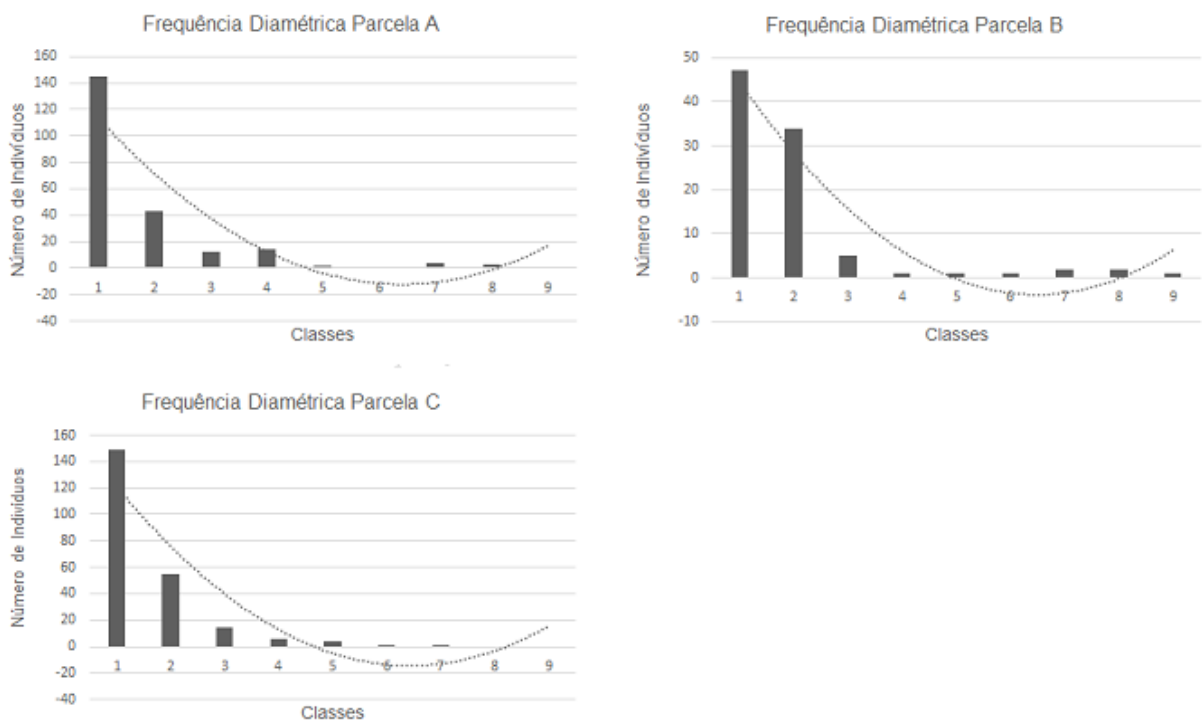 Frequência Diamétrica Parcela A
Número de Indivíduos
160
140
120
100
80
60
40
20
0
-20
-40
1 2 3 4 5 6 7 8 9
Classes
Frequência Diamétrica Parcela B
Número de Indivíduos
50
40
30
20
10
0
-10
1 2 3 4 5 6 7 8 9
Classes
Frequência Diamétrica Parcela C
Número de Indivíduos
160
140
120
100
80
60
40
20
0
-20
-40
1 2 3 4 5 6 7 8 9
Classes